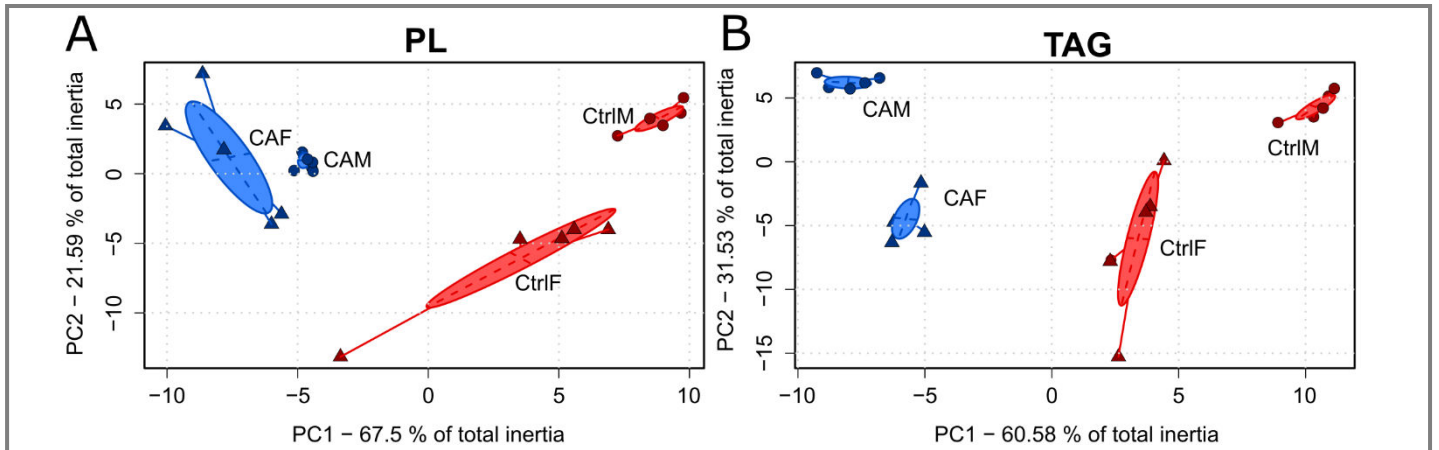 A
PL
PC2 − 21.59 % of total inertia
5
0
−5
−10
CAF
CAM
CtrlM
CtrlF
−10
−5
0
5
10
PC1 − 67.5 % of total inertia
B
TAG
PC2 − 31.53 % of total inertia
5
0
−5
−10
−15
CAM
CtrlM
CAF
CtrlF
−10
−5
0
5
10
PC1 − 60.58 % of total inertia